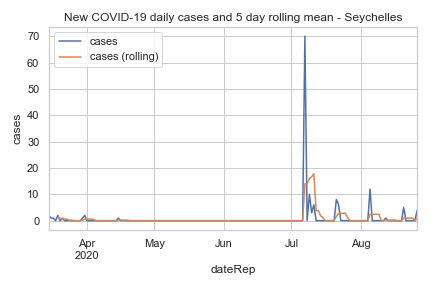 New COVID-19 daily cases and 5 day rolling mean - Seychelles
cases
cases (rolling)
70
60
50
40
30
20
10
0
cases
Apr
2020
May
Jun
Jul
Aug
dateRep